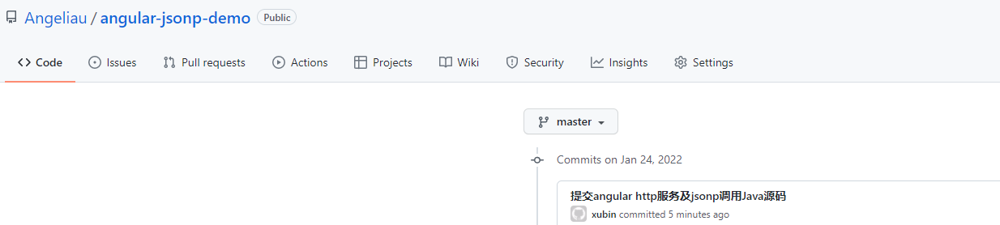 Angeliau / angular-jsonp-demo Public
Code Issues Pull requests Actions Projects Wiki Security Insights Settings
master
Commits on Jan 24, 2022
提交angular http服务及jsonp调用Java源码
xubin committed 5 minutes ago